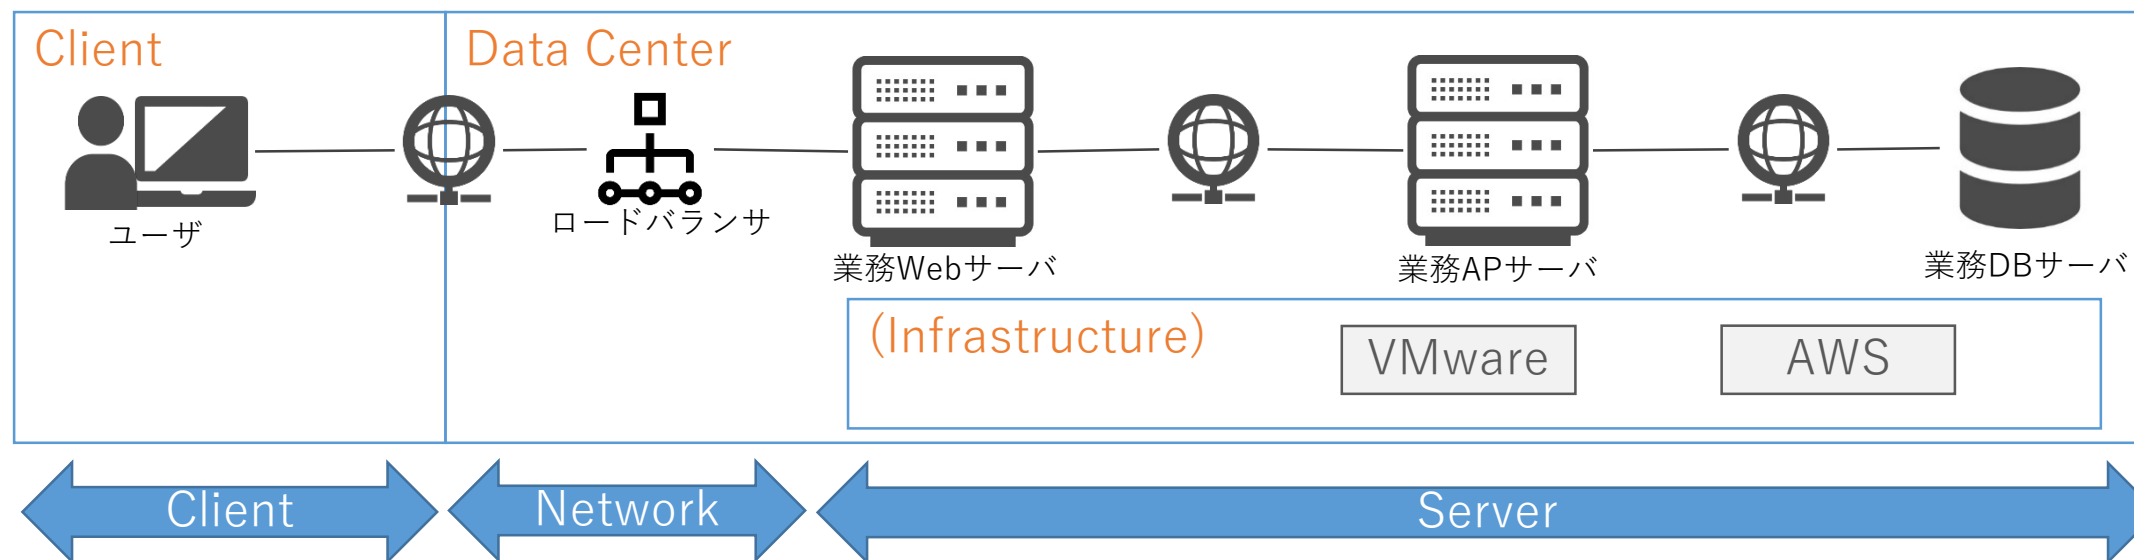 Client
Data Center
ユーザ
ロードバランサ
業務Webサーバ
業務APサーバ
業務DBサーバ
(Infrastructure)
VMware
AWS
Client
Network
Server